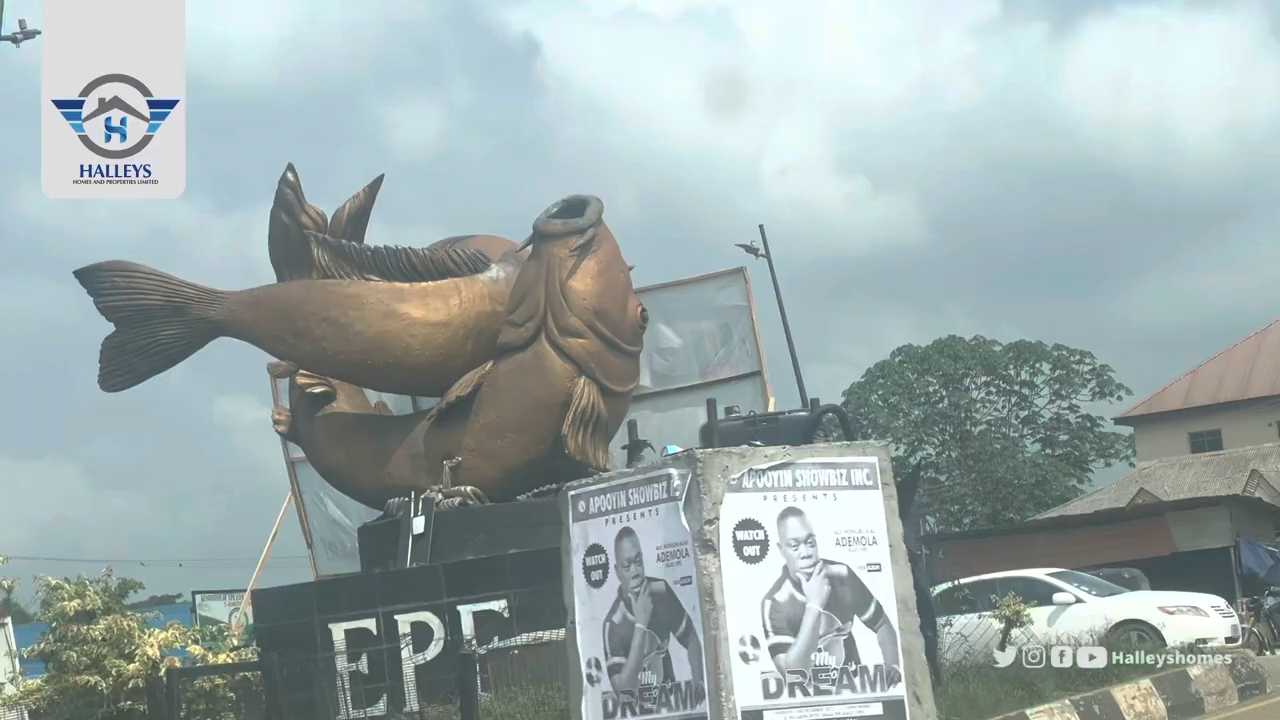 HALLEYS
HOMES AND PROPERTIES LIMITED
EPE
APOOYIN SHOWBIZ
PRESENTS
WATCH
OUT
ADEMOLA
My
DREAM
APOOYIN SHOWBIZ INC.
PRESENTS
WATCH
OUT
ADEMOLA
My
DREAM
Halleyshomes